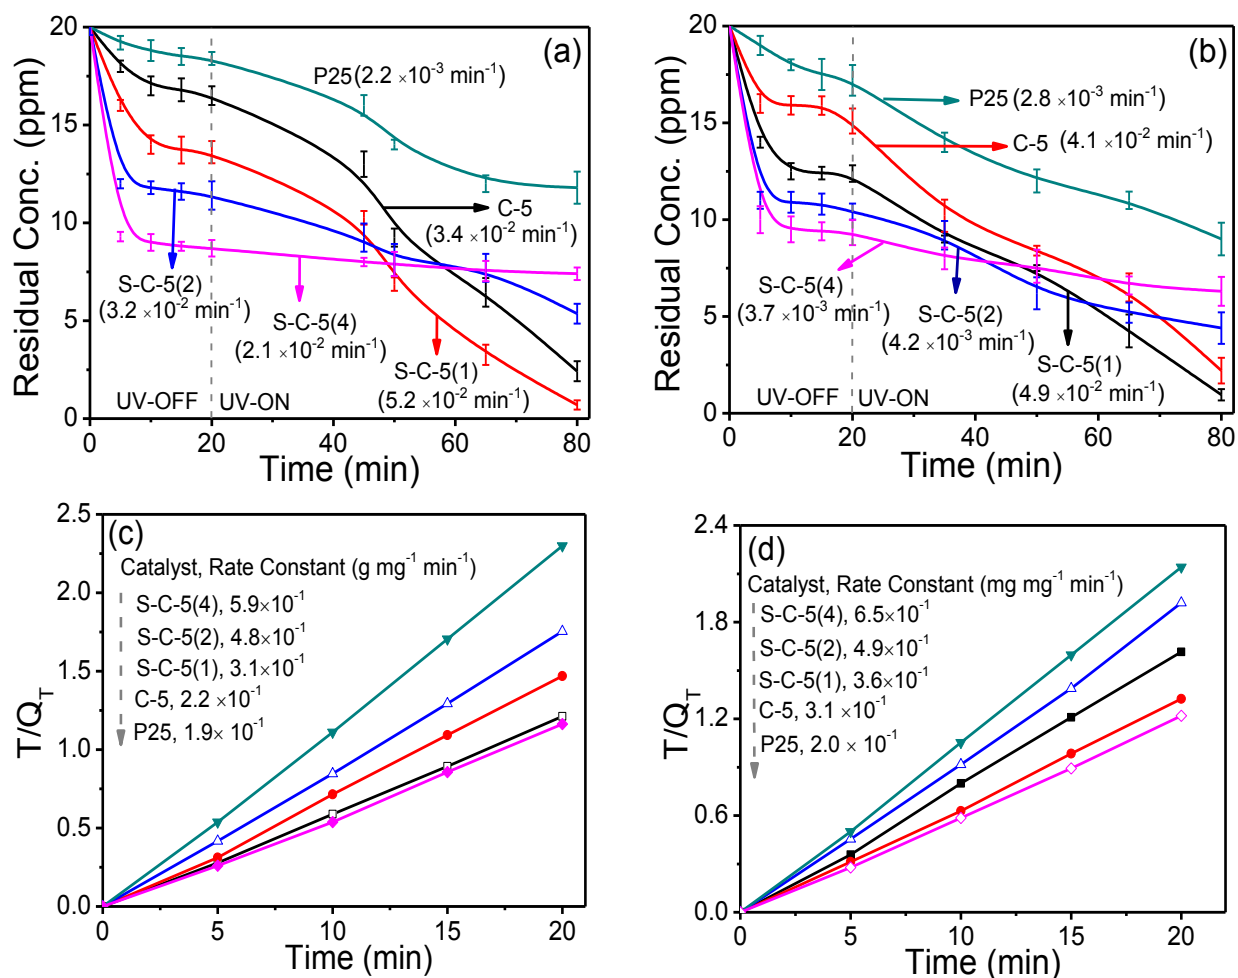 (a)
P25 (2.2 ×10⁻³ min⁻¹)
C-5
(3.4 ×10⁻² min⁻¹)
S-C-5(2)
(3.2 ×10⁻² min⁻¹)
S-C-5(4)
(2.1 ×10⁻² min⁻¹)
S-C-5(1)
(5.2 ×10⁻² min⁻¹)
UV-OFF UV-ON
20
15
10
5
0
Residual Conc. (ppm)
0 20 40 60 80
Time (min)
(b)
P25 (2.8 ×10⁻³ min⁻¹)
C-5 (4.1 ×10⁻² min⁻¹)
S-C-5(4)
(3.7 ×10⁻³ min⁻¹)
S-C-5(2)
(4.2 ×10⁻³ min⁻¹)
S-C-5(1)
(4.9 ×10⁻² min⁻¹)
UV-OFF UV-ON
20
15
10
5
0
Residual Conc. (ppm)
0 20 40 60 80
Time (min)
(c)
Catalyst, Rate Constant (g mg⁻¹ min⁻¹)
S-C-5(4), 5.9×10⁻¹
S-C-5(2), 4.8×10⁻¹
S-C-5(1), 3.1×10⁻¹
C-5, 2.2 ×10⁻¹
P25, 1.9× 10⁻¹
2.5
2.0
1.5
1.0
0.5
0.0
T/Q_T
0 5 10 15 20
Time (min)
(d)
Catalyst, Rate Constant (mg mg⁻¹ min⁻¹)
S-C-5(4), 6.5×10⁻¹
S-C-5(2), 4.9×10⁻¹
S-C-5(1), 3.6×10⁻¹
C-5, 3.1 ×10⁻¹
P25, 2.0 × 10⁻¹
2.4
1.8
1.2
0.6
0.0
T/Q_T
0 5 10 15 20
Time (min)